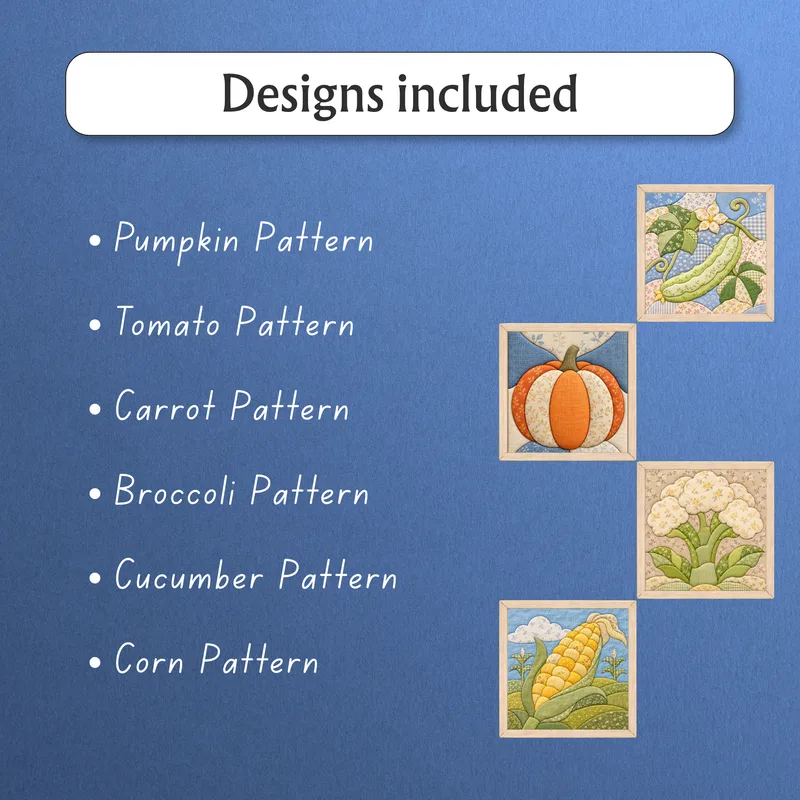 Designs included
• Pumpkin Pattern
• Tomato Pattern
• Carrot Pattern
• Broccoli Pattern
• Cucumber Pattern
• Corn Pattern